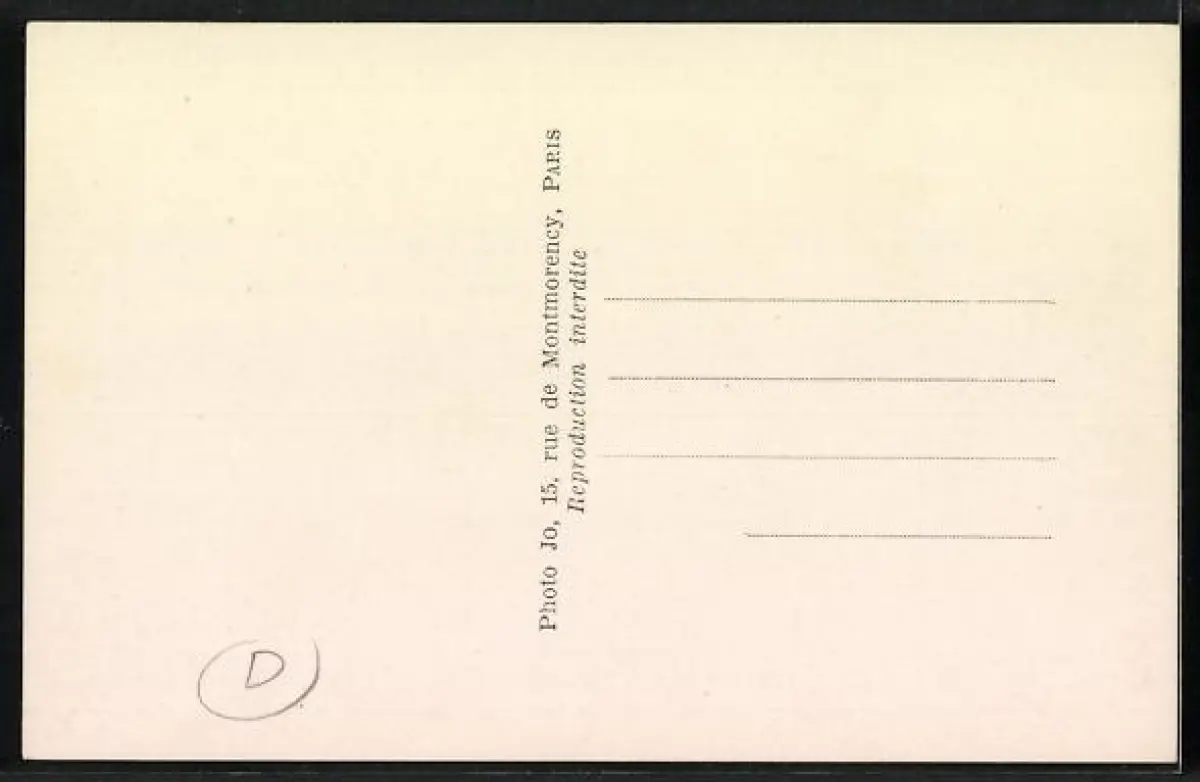 Photo JO, 15, rue de Montmorency, PARIS
Reproduction interdite
D